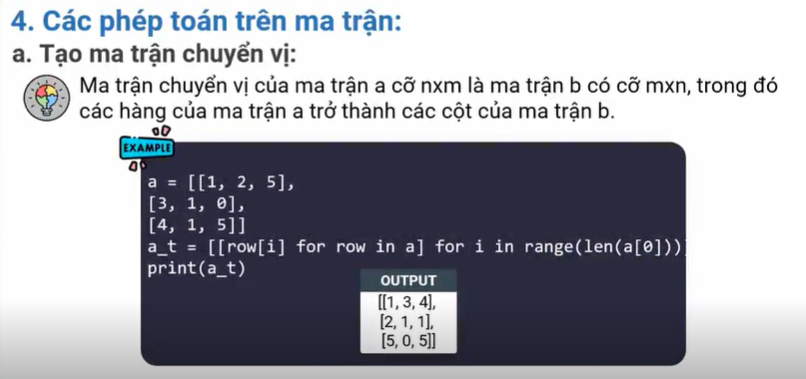 4. Các phép toán trên ma trận:
a. Tạo ma trận chuyển vị:
Ma trận chuyển vị của ma trận a cỡ nxm là ma trận b có cỡ mxn, trong đó
các hàng của ma trận a trở thành các cột của ma trận b.
EXAMPLE
a = [[1, 2, 5],
[3, 1, 0],
[4, 1, 5]]
a_t = [[row[i] for row in a] for i in range(len(a[0]))]
print(a_t)
OUTPUT
[[1, 3, 4],
[2, 1, 1],
[5, 0, 5]]